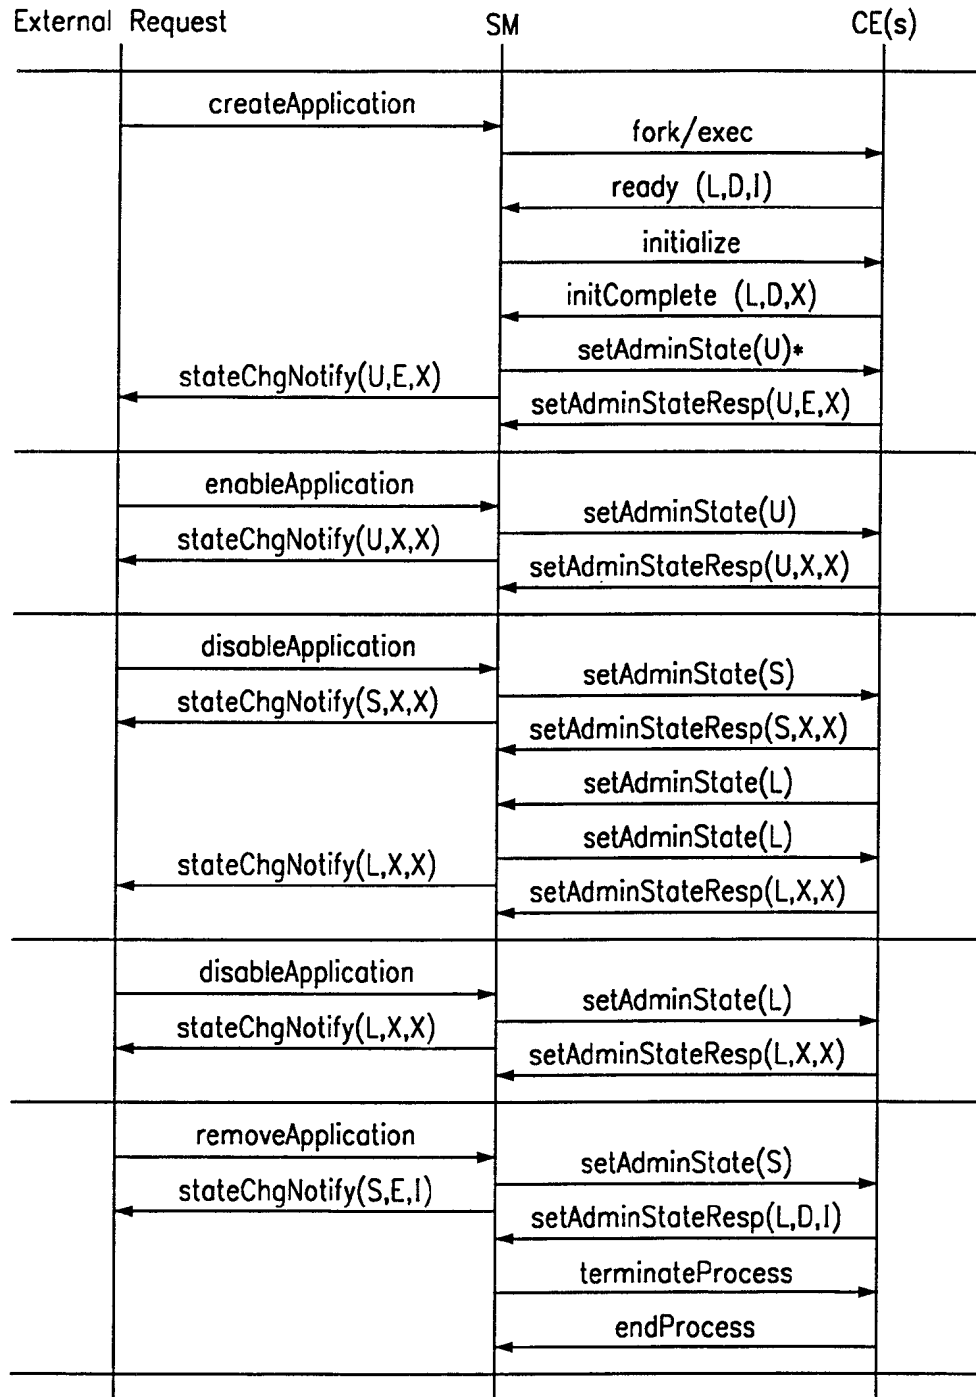 External Request SM CE(s)
createApplication
fork/exec
ready (L,D,I)
initialize
initComplete (L,D,X)
setAdminState(U)*
stateChgNotify(U,E,X)
setAdminStateResp(U,E,X)
enableApplication
setAdminState(U)
stateChgNotify(U,X,X)
setAdminStateResp(U,X,X)
disableApplication
setAdminState(S)
stateChgNotify(S,X,X)
setAdminStateResp(S,X,X)
setAdminState(L)
setAdminState(L)
stateChgNotify(L,X,X)
setAdminStateResp(L,X,X)
disableApplication
setAdminState(L)
stateChgNotify(L,X,X)
setAdminStateResp(L,X,X)
removeApplication
setAdminState(S)
stateChgNotify(S,E,I)
setAdminStateResp(L,D,I)
terminateProcess
endProcess